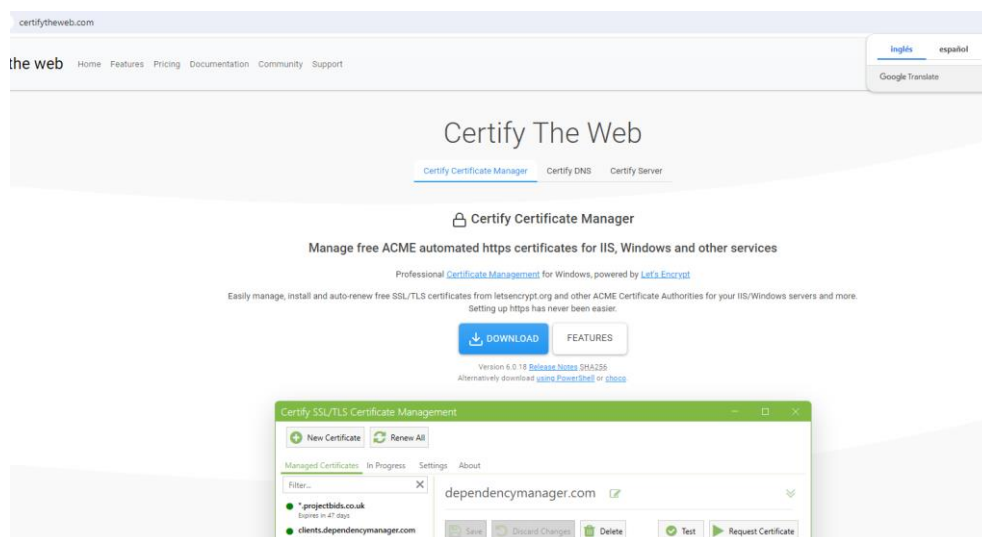 certifytheweb.com
inglés español
Google Translate
the web Home Features Pricing Documentation Community Support
Certify The Web
Certify Certificate Manager Certify DNS Certify Server
Certify Certificate Manager
Manage free ACME automated https certificates for IIS, Windows and other services
Professional Certificate Management for Windows, powered by Let's Encrypt
Easily manage, install and auto-renew free SSL/TLS certificates from letsencrypt.org and other ACME Certificate Authorities for your IIS/Windows servers and more.
Setting up https has never been easier.
DOWNLOAD FEATURES
Version 6.0.18 Release Notes SHA256
Alternatively download using PowerShell or choco
Certify SSL/TLS Certificate Management
New Certificate Renew All
Managed Certificates In Progress Settings About
Filter...
dependencymanager.com
*.projectbids.co.uk
Expires in 47 days
clients.dependencymanager.com
Save Discard Changes Delete Test Request Certificate